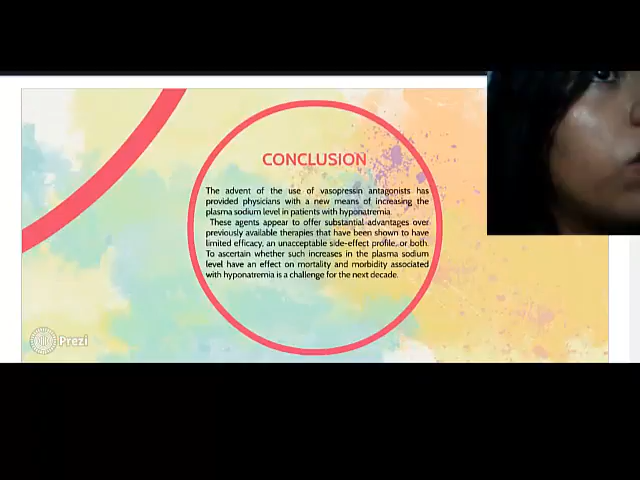 CONCLUSION
The advent of the use of vasopressin antagonists has
provided physicians with a new means of increasing the
plasma sodium level in patients with hyponatremia.
These agents appear to offer substantial advantages over
previously available therapies that have been shown to have
limited efficacy, an unacceptable side-effect profile, or both.
To ascertain whether such increases in the plasma sodium
level have an effect on mortality and morbidity associated
with hyponatremia is a challenge for the next decade.
Prezi